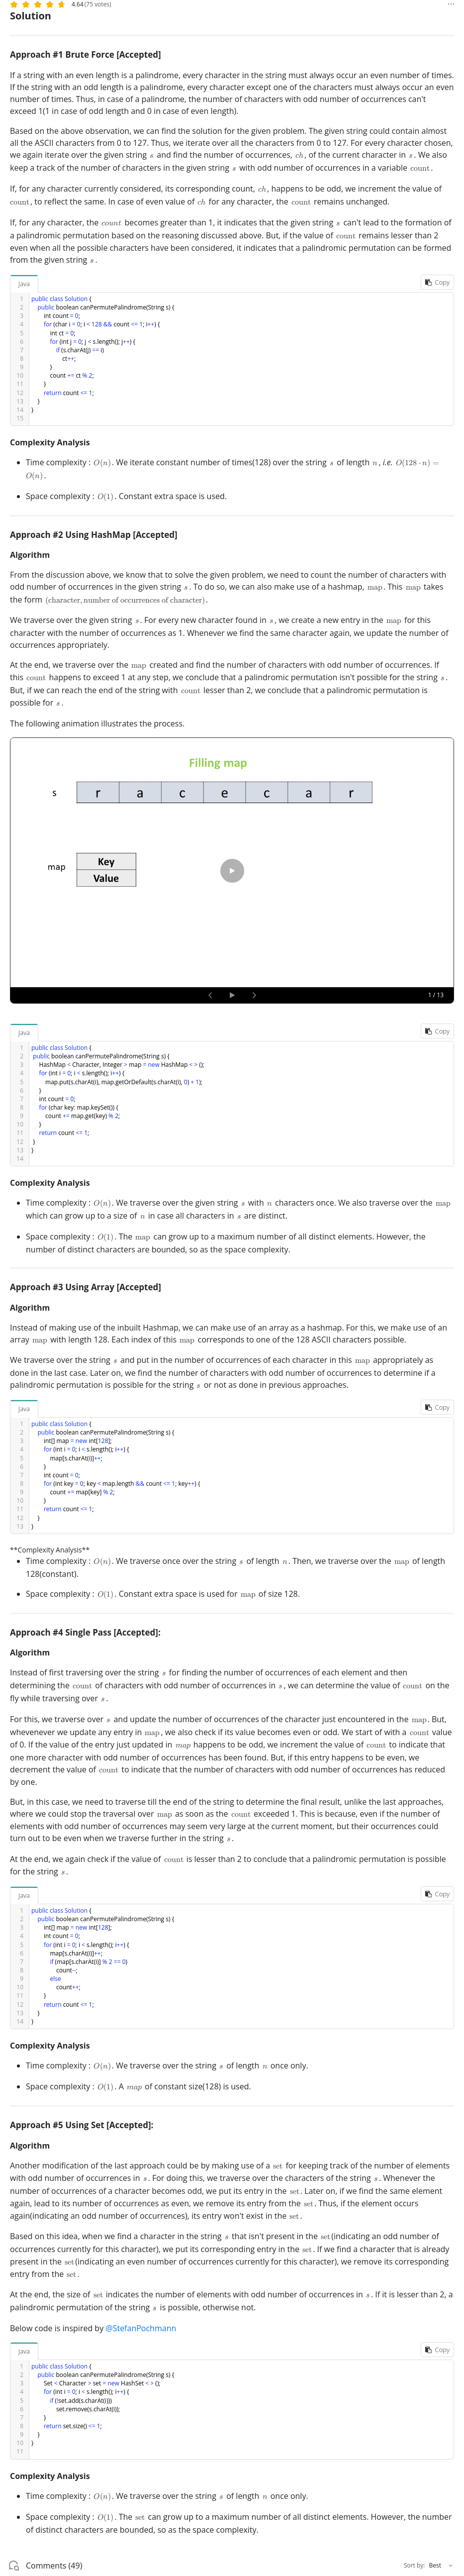 4.64 (75 votes)
Solution
Approach #1 Brute Force [Accepted]
If a string with an even length is a palindrome, every character in the string must always occur an even number of times.
If the string with an odd length is a palindrome, every character except one of the characters must always occur an even
number of times. Thus, in case of a palindrome, the number of characters with odd number of occurrences can't
exceed 1(1 in case of odd length and 0 in case of even length).
Based on the above observation, we can find the solution for the given problem. The given string could contain almost
all the ASCII characters from 0 to 127. Thus, we iterate over all the characters from 0 to 127. For every character chosen,
we again iterate over the given string s and find the number of occurrences, ch, of the current character in s. We also
keep a track of the number of characters in the given string s with odd number of occurrences in a variable count.
If, for any character currently considered, its corresponding count, ch, happens to be odd, we increment the value of
count, to reflect the same. In case of even value of ch for any character, the count remains unchanged.
If, for any character, the count becomes greater than 1, it indicates that the given string s can't lead to the formation of
a palindromic permutation based on the reasoning discussed above. But, if the value of count remains lesser than 2
even when all the possible characters have been considered, it indicates that a palindromic permutation can be formed
from the given string s.
Java
Copy
1 public class Solution {
2 public boolean canPermutePalindrome(String s) {
3 int count = 0;
4 for (char i = 0; i < 128 && count <= 1; i++) {
5 int ct = 0;
6 for (int j = 0; j < s.length(); j++) {
7 if (s.charAt(j) == i)
8 ct++;
9 }
10 count += ct % 2;
11 }
12 return count <= 1;
13 }
14 }
15
Complexity Analysis
• Time complexity : O(n). We iterate constant number of times(128) over the string s of length n, i.e. O(128 · n) =
O(n).
• Space complexity : O(1). Constant extra space is used.
Approach #2 Using HashMap [Accepted]
Algorithm
From the discussion above, we know that to solve the given problem, we need to count the number of characters with
odd number of occurrences in the given string s. To do so, we can also make use of a hashmap, map. This map takes
the form (character, number of occurrences of character).
We traverse over the given string s. For every new character found in s, we create a new entry in the map for this
character with the number of occurrences as 1. Whenever we find the same character again, we update the number of
occurrences appropriately.
At the end, we traverse over the map created and find the number of characters with odd number of occurrences. If
this count happens to exceed 1 at any step, we conclude that a palindromic permutation isn't possible for the string s.
But, if we can reach the end of the string with count lesser than 2, we conclude that a palindromic permutation is
possible for s.
The following animation illustrates the process.
Filling map
s r a c e c a r
map Key
Value
1 / 13
Java
Copy
1 public class Solution {
2 public boolean canPermutePalindrome(String s) {
3 HashMap < Character, Integer > map = new HashMap < > ();
4 for (int i = 0; i < s.length(); i++) {
5 map.put(s.charAt(i), map.getOrDefault(s.charAt(i), 0) + 1);
6 }
7 int count = 0;
8 for (char key: map.keySet()) {
9 count += map.get(key) % 2;
10 }
11 return count <= 1;
12 }
13 }
14
Complexity Analysis
• Time complexity : O(n). We traverse over the given string s with n characters once. We also traverse over the map
which can grow up to a size of n in case all characters in s are distinct.
• Space complexity : O(1). The map can grow up to a maximum number of all distinct elements. However, the
number of distinct characters are bounded, so as the space complexity.
Approach #3 Using Array [Accepted]
Algorithm
Instead of making use of the inbuilt Hashmap, we can make use of an array as a hashmap. For this, we make use of an
array map with length 128. Each index of this map corresponds to one of the 128 ASCII characters possible.
We traverse over the string s and put in the number of occurrences of each character in this map appropriately as
done in the last case. Later on, we find the number of characters with odd number of occurrences to determine if a
palindromic permutation is possible for the string s or not as done in previous approaches.
Java
Copy
1 public class Solution {
2 public boolean canPermutePalindrome(String s) {
3 int[] map = new int[128];
4 for (int i = 0; i < s.length(); i++) {
5 map[s.charAt(i)]++;
6 }
7 int count = 0;
8 for (int key = 0; key < map.length && count <= 1; key++) {
9 count += map[key] % 2;
10 }
11 return count <= 1;
12 }
13 }
**Complexity Analysis**
• Time complexity : O(n). We traverse once over the string s of length n. Then, we traverse over the map of length
128(constant).
• Space complexity : O(1). Constant extra space is used for map of size 128.
Approach #4 Single Pass [Accepted]:
Algorithm
Instead of first traversing over the string s for finding the number of occurrences of each element and then
determining the count of characters with odd number of occurrences in s, we can determine the value of count on the
fly while traversing over s.
For this, we traverse over s and update the number of occurrences of the character just encountered in the map. But,
whevenever we update any entry in map, we also check if its value becomes even or odd. We start of with a count value
of 0. If the value of the entry just updated in map happens to be odd, we increment the value of count to indicate that
one more character with odd number of occurrences has been found. But, if this entry happens to be even, we
decrement the value of count to indicate that the number of characters with odd number of occurrences has reduced
by one.
But, in this case, we need to traverse till the end of the string to determine the final result, unlike the last approaches,
where we could stop the traversal over map as soon as the count exceeded 1. This is because, even if the number of
elements with odd number of occurrences may seem very large at the current moment, but their occurrences could
turn out to be even when we traverse further in the string s.
At the end, we again check if the value of count is lesser than 2 to conclude that a palindromic permutation is possible
for the string s.
Java
Copy
1 public class Solution {
2 public boolean canPermutePalindrome(String s) {
3 int[] map = new int[128];
4 int count = 0;
5 for (int i = 0; i < s.length(); i++) {
6 map[s.charAt(i)]++;
7 if (map[s.charAt(i)] % 2 == 0)
8 count--;
9 else
10 count++;
11 }
12 return count <= 1;
13 }
14 }
Complexity Analysis
• Time complexity : O(n). We traverse over the string s of length n once only.
• Space complexity : O(1). A map of constant size(128) is used.
Approach #5 Using Set [Accepted]:
Algorithm
Another modification of the last approach could be by making use of a set for keeping track of the number of elements
with odd number of occurrences in s. For doing this, we traverse over the characters of the string s. Whenever the
number of occurrences of a character becomes odd, we put its entry in the set. Later on, if we find the same element
again, lead to its number of occurrences as even, we remove its entry from the set. Thus, if the element occurs
again(indicating an odd number of occurrences), its entry won't exist in the set.
Based on this idea, when we find a character in the string s that isn't present in the set(indicating an odd number of
occurrences currently for this character), we put its corresponding entry in the set. If we find a character that is already
present in the set(indicating an even number of occurrences currently for this character), we remove its corresponding
entry from the set.
At the end, the size of set indicates the number of elements with odd number of occurrences in s. If it is lesser than 2, a
palindromic permutation of the string s is possible, otherwise not.
Below code is inspired by @StefanPochmann
Java
Copy
1 public class Solution {
2 public boolean canPermutePalindrome(String s) {
3 Set < Character > set = new HashSet < > ();
4 for (int i = 0; i < s.length(); i++) {
5 if (!set.add(s.charAt(i)))
6 set.remove(s.charAt(i));
7 }
8 return set.size() <= 1;
9 }
10 }
11
Complexity Analysis
• Time complexity : O(n). We traverse over the string s of length n once only.
• Space complexity : O(1). The set can grow up to a maximum number of all distinct elements. However, the number
of distinct characters are bounded, so as the space complexity.
Comments (49)
Sort by: Best